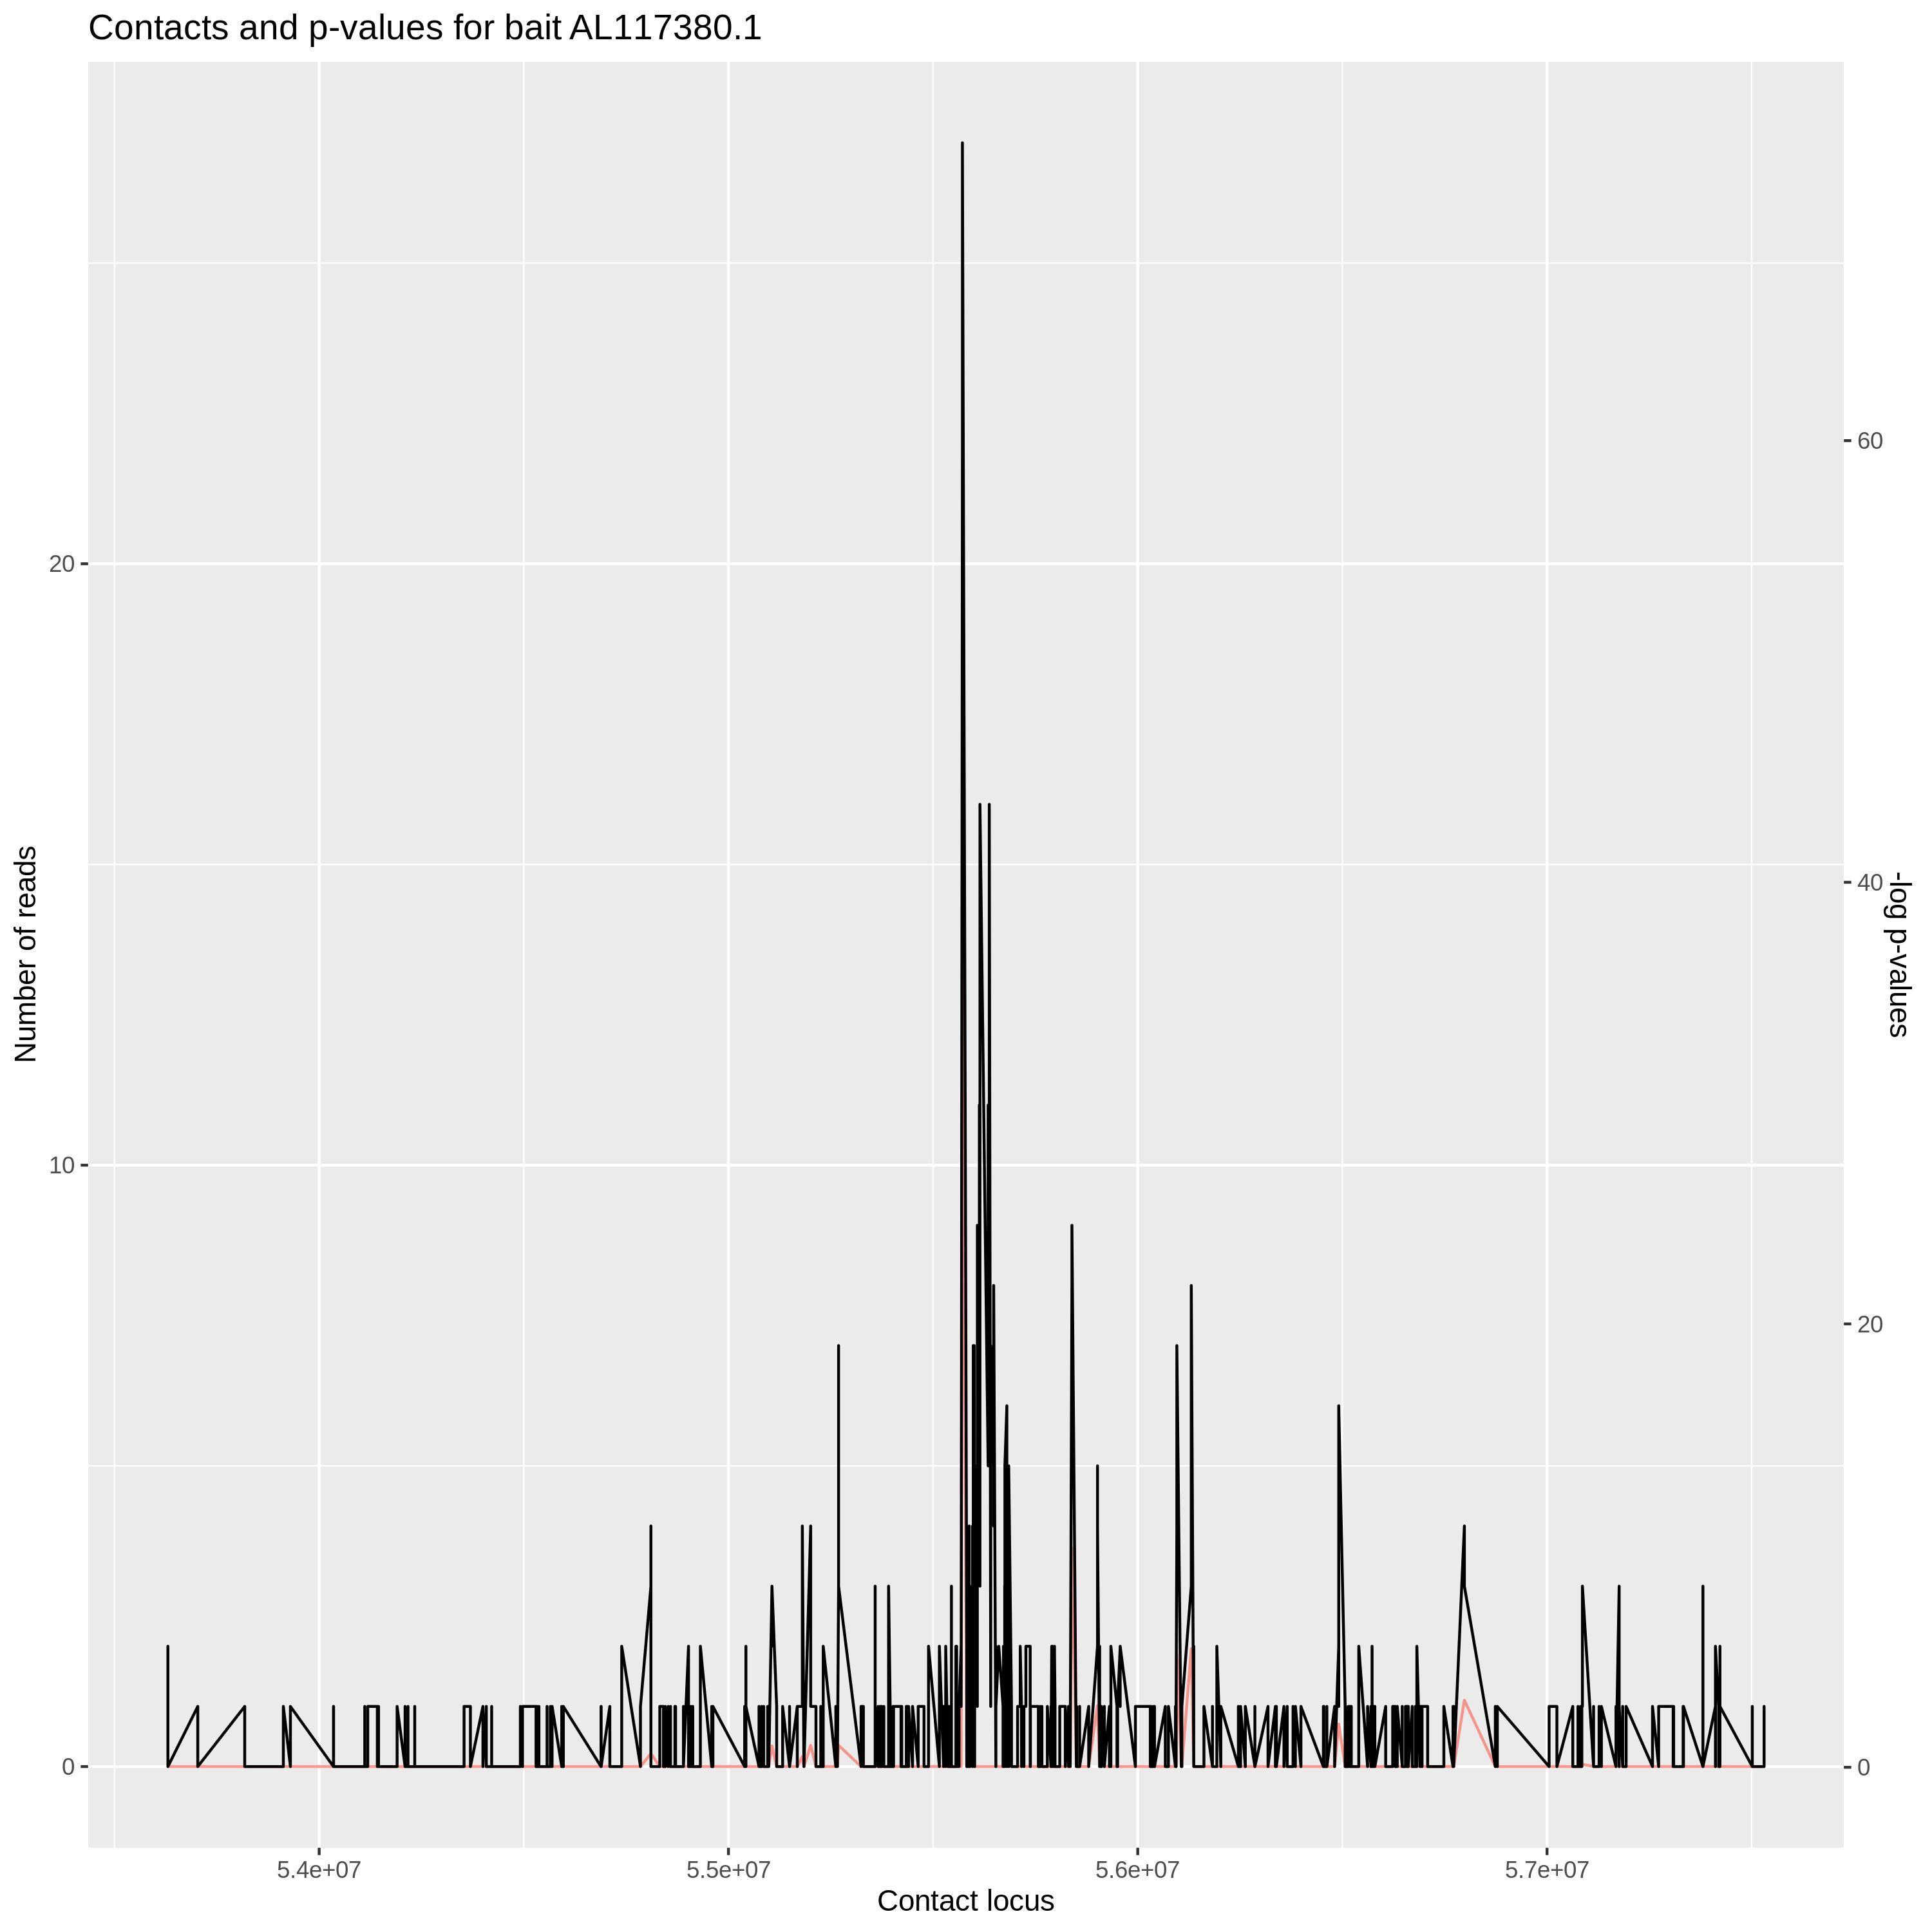 Contacts and p-values for bait AL117380.1
Number of reads
20
10
0
60
40
20
0
-log p-values
5.4e+07 5.5e+07 5.6e+07 5.7e+07
Contact locus